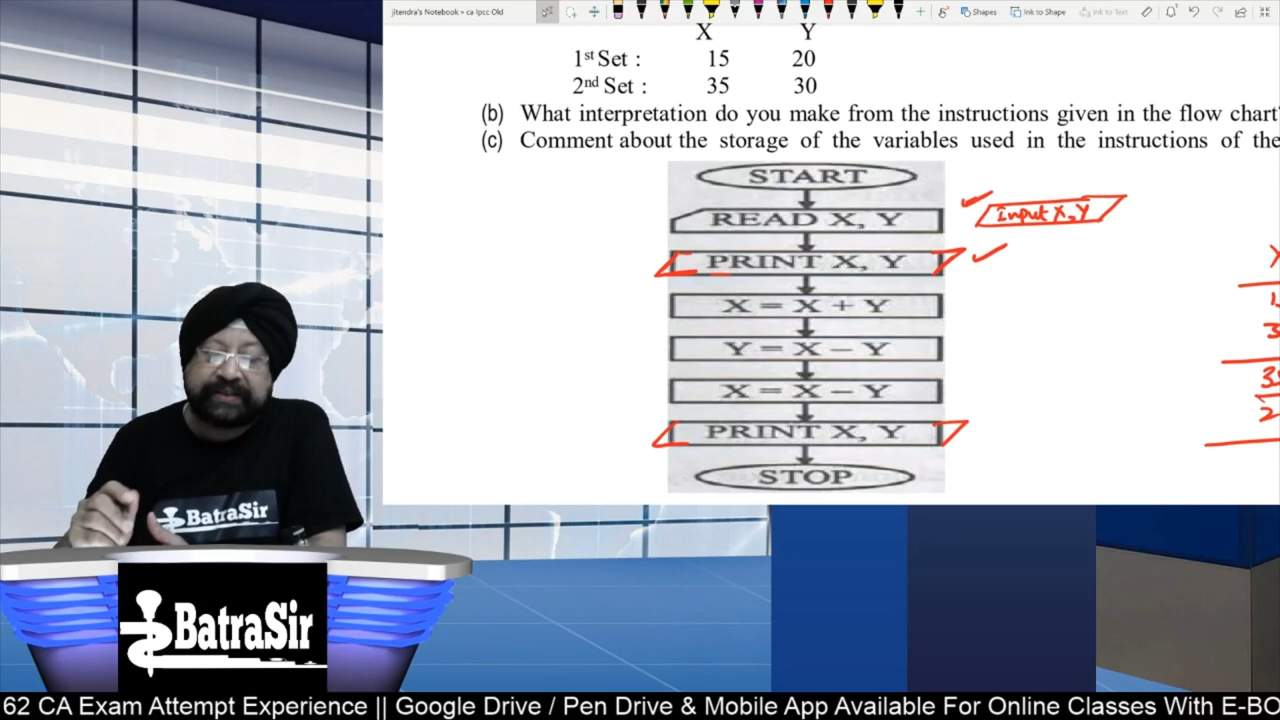 jitendra's Notebook > ca Ipcc Old
Shapes
Ink to Shape
Ink to Text
X Y
1st Set : 15 20
2nd Set : 35 30
(b) What interpretation do you make from the instructions given in the flow chart?
(c) Comment about the storage of the variables used in the instructions of the
START
READ X, Y
Input X, Y
PRINT X, Y
X = X + Y
Y = X – Y
X = X – Y
PRINT X, Y
STOP
BatraSir
BatraSir
62 CA Exam Attempt Experience || Google Drive / Pen Drive & Mobile App Available For Online Classes With E-BO